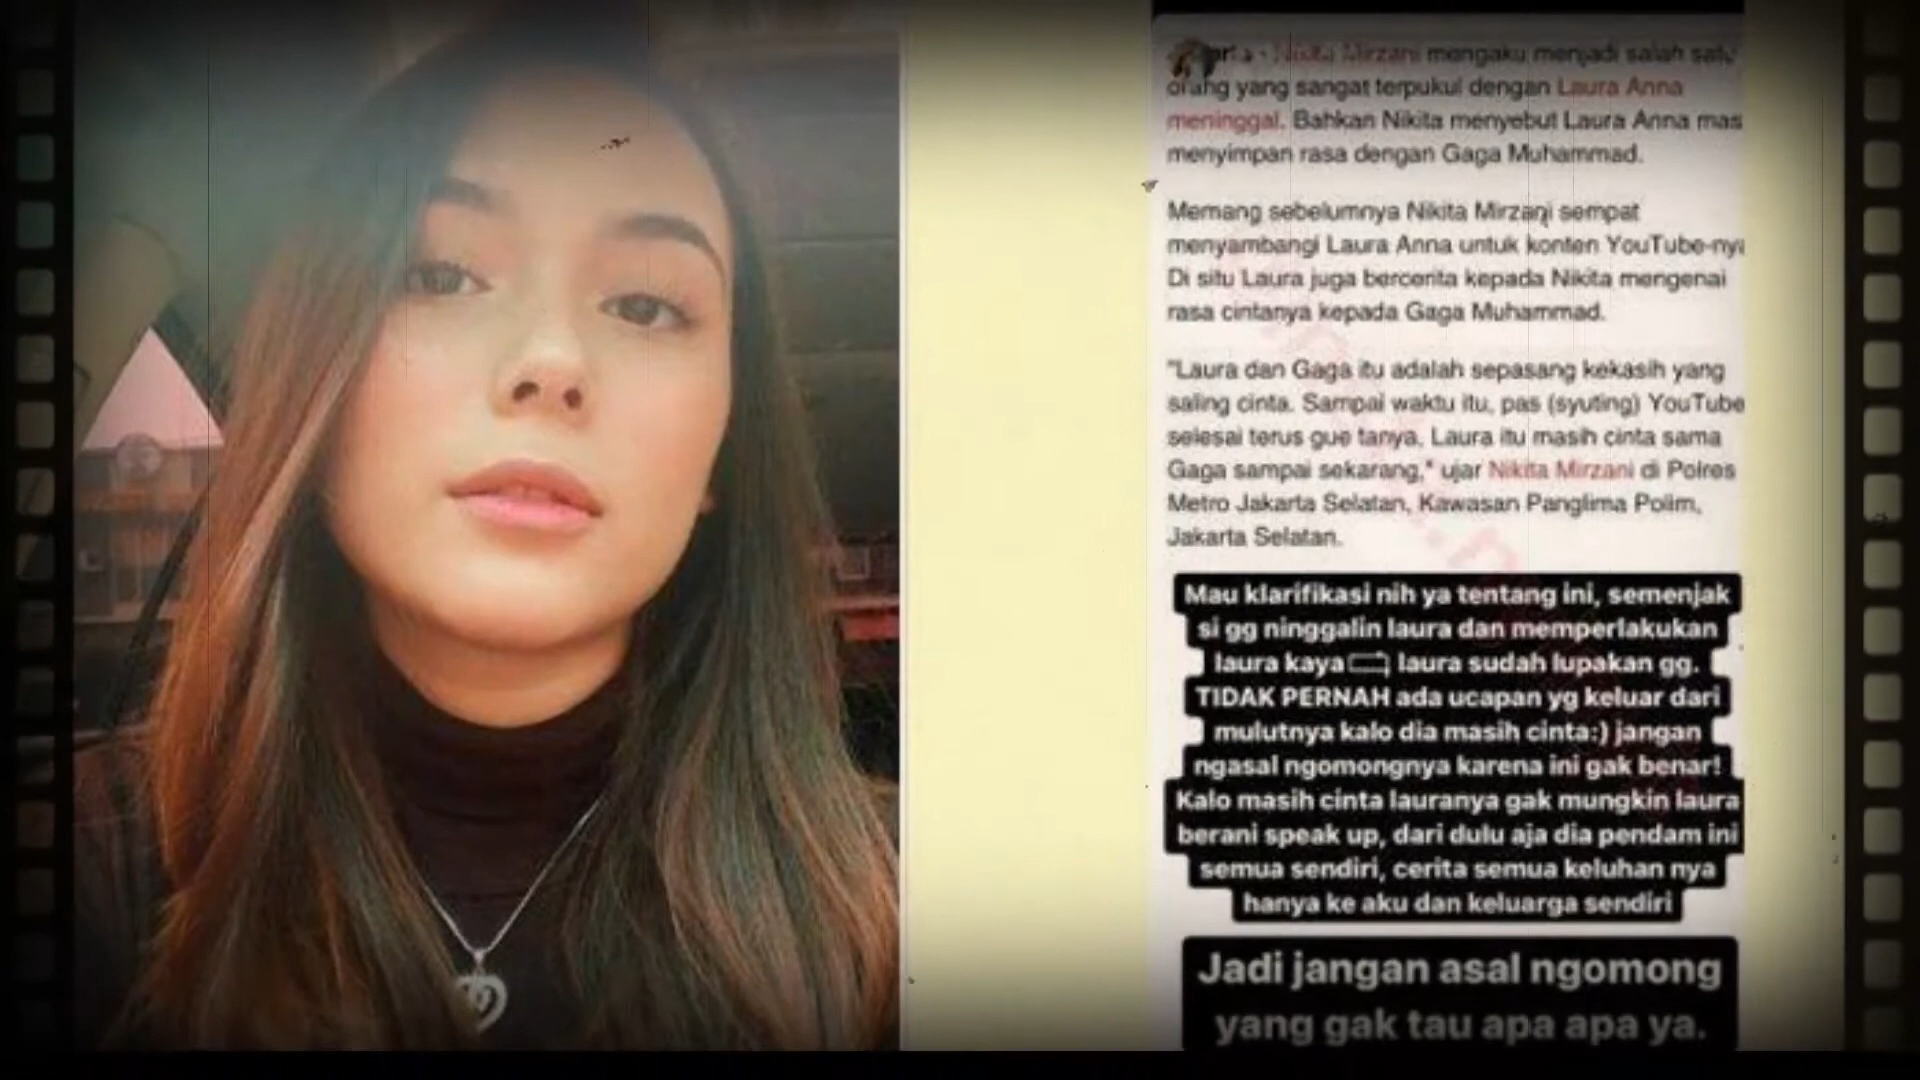 Nikita Mirzani mengaku menjadi salah satu
orang yang sangat terpukul dengan Laura Anna
meninggal. Bahkan Nikita menyebut Laura Anna mas
menyimpan rasa dengan Gaga Muhammad.
Memang sebelumnya Nikita Mirzani sempat
menyambangi Laura Anna untuk konten YouTube-nya
Di situ Laura juga bercerita kepada Nikita mengenai
rasa cintanya kepada Gaga Muhammad.
"Laura dan Gaga itu adalah sepasang kekasih yang
saling cinta. Sampai waktu itu, pas (syuting) YouTube
selesai terus gue tanya, Laura itu masih cinta sama
Gaga sampai sekarang," ujar Nikita Mirzani di Polres
Metro Jakarta Selatan, Kawasan Panglima Polim,
Jakarta Selatan.
Mau klarifikasi nih ya tentang ini, semenjak
si gg ninggalin laura dan memperlakukan
laura kaya laura sudah lupakan gg.
TIDAK PERNAH ada ucapan yg keluar dari
mulutnya kalo dia masih cinta:) jangan
ngasal ngomongnya karena ini gak benar!
Kalo masih cinta lauranya gak mungkin laura
berani speak up, dari dulu aja dia pendam ini
semua sendiri, cerita semua keluhan nya
hanya ke aku dan keluarga sendiri
Jadi jangan asal ngomong
yang gak tau apa apa ya.